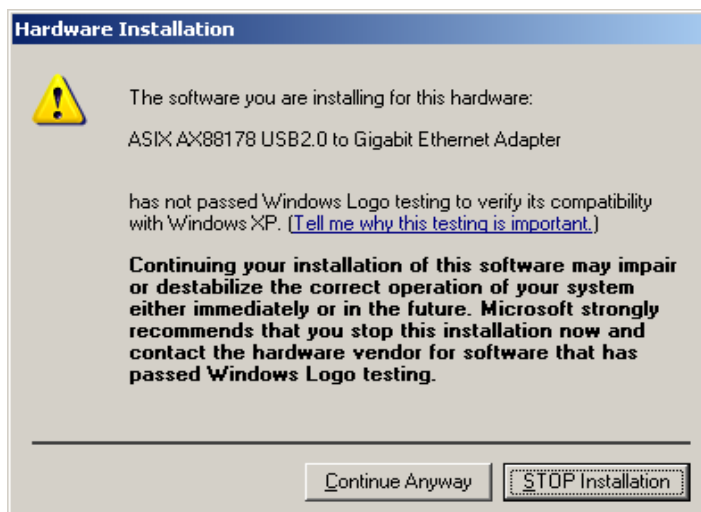 Hardware Installation
The software you are installing for this hardware:
ASIX AX88178 USB2.0 to Gigabit Ethernet Adapter
has not passed Windows Logo testing to verify its compatibility
with Windows XP. (Tell me why this testing is important.)
Continuing your installation of this software may impair
or destabilize the correct operation of your system
either immediately or in the future. Microsoft strongly
recommends that you stop this installation now and
contact the hardware vendor for software that has
passed Windows Logo testing.
Continue Anyway
STOP Installation